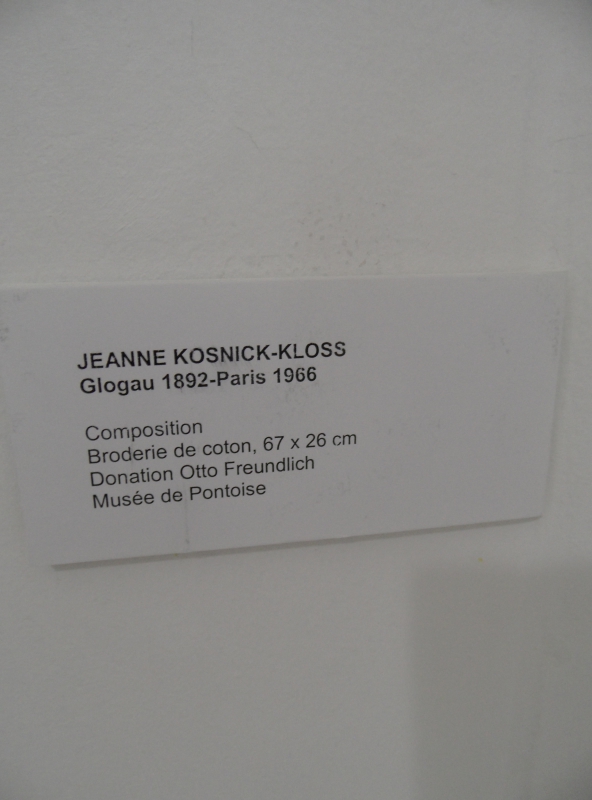 JEANNE KOSNICK-KLOSS
Glogau 1892-Paris 1966
Composition
Broderie de coton, 67 x 26 cm
Donation Otto Freundlich
Musée de Pontoise